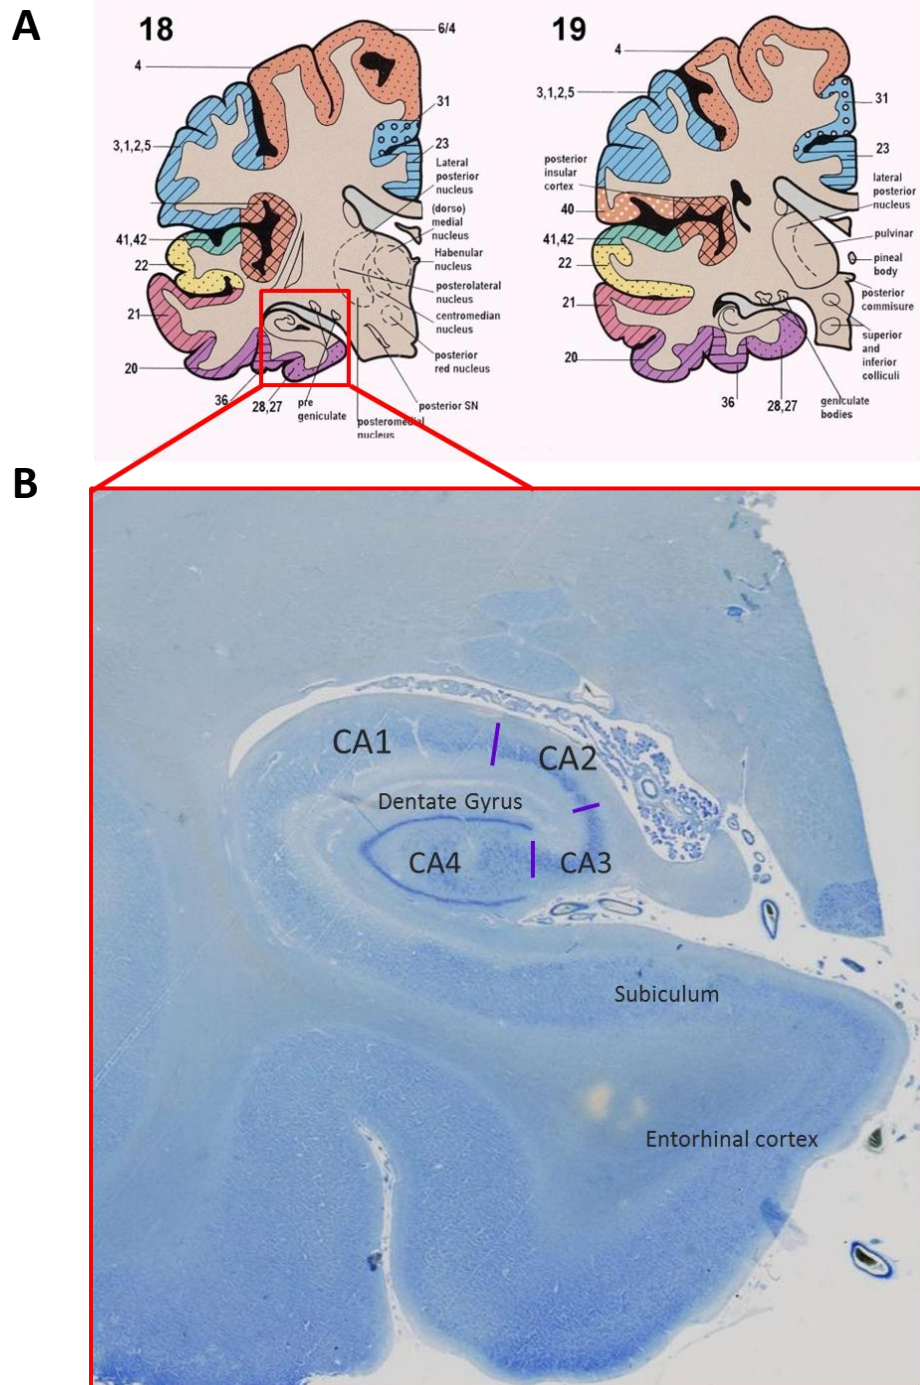 A
18
6/4
4
31
3,1,2,5
23
Lateral
posterior
nucleus
(dorso)
medial
nucleus
41,42
Habenular
nucleus
22
posterolateral
nucleus
centromedian
nucleus
21
posterior
red nucleus
20
36
28,27
pre
geniculate
posterior SN
posteromedial
nucleus
19
4
3,1,2,5
31
23
posterior
insular
cortex
lateral
posterior
nucleus
40
pulvinar
41,42
22
pineal
body
posterior
commisure
21
superior
and
inferior
colliculi
20
36
28,27
geniculate
bodies
B
CA1
CA2
Dentate Gyrus
CA4
CA3
Subiculum
Entorhinal cortex